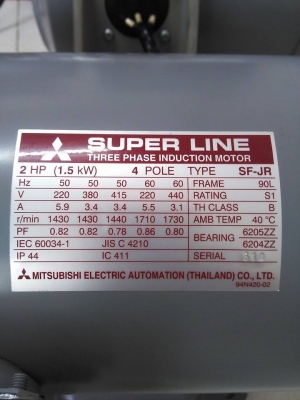 SUPER LINE
THREE PHASE INDUCTION MOTOR
2 HP (1.5 kW) 4 POLE TYPE SF-JR
Hz 50 50 50 60 60 FRAME 90L
V 220 380 415 220 440 RATING S1
A 5.9 3.4 3.4 5.5 3.1 TH CLASS B
r/min 1430 1430 1440 1710 1730 AMB TEMP 40 °C
PF 0.82 0.82 0.78 0.86 0.80 BEARING 6205ZZ
IEC 60034-1 JIS C 4210 6204ZZ
IP 44 IC 411 SERIAL
MITSUBISHI ELECTRIC AUTOMATION (THAILAND) CO., LTD.
94N420-02